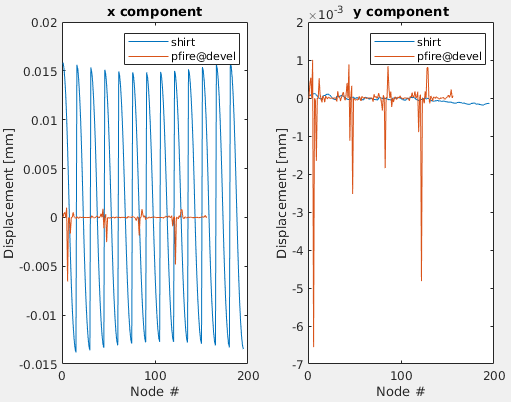 x component
0.02
0.015
0.01
0.005
0
-0.005
-0.01
-0.015
0
100
200
Displacement [mm]
Node #
shirt
pfire@devel
y component
×10⁻³
2
1
0
-1
-2
-3
-4
-5
-6
-7
0
100
200
Displacement [mm]
Node #
shirt
pfire@devel